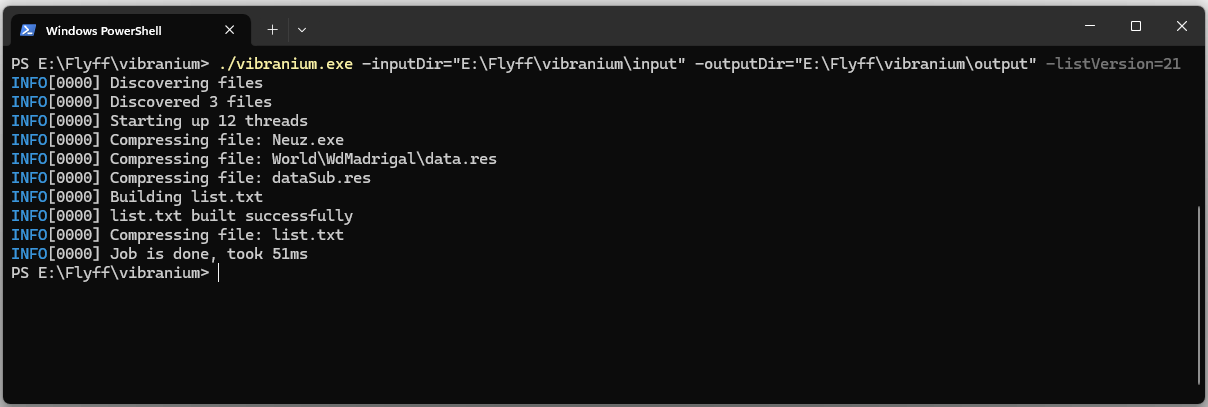 Windows PowerShell
PS E:\Flyff\vibranium> ./vibranium.exe -inputDir="E:\Flyff\vibranium\input" -outputDir="E:\Flyff\vibranium\output" -listVersion=21
INFO[0000] Discovering files
INFO[0000] Discovered 3 files
INFO[0000] Starting up 12 threads
INFO[0000] Compressing file: Neuz.exe
INFO[0000] Compressing file: World\WdMadrigal\data.res
INFO[0000] Compressing file: dataSub.res
INFO[0000] Building list.txt
INFO[0000] list.txt built successfully
INFO[0000] Compressing file: list.txt
INFO[0000] Job is done, took 51ms
PS E:\Flyff\vibranium>